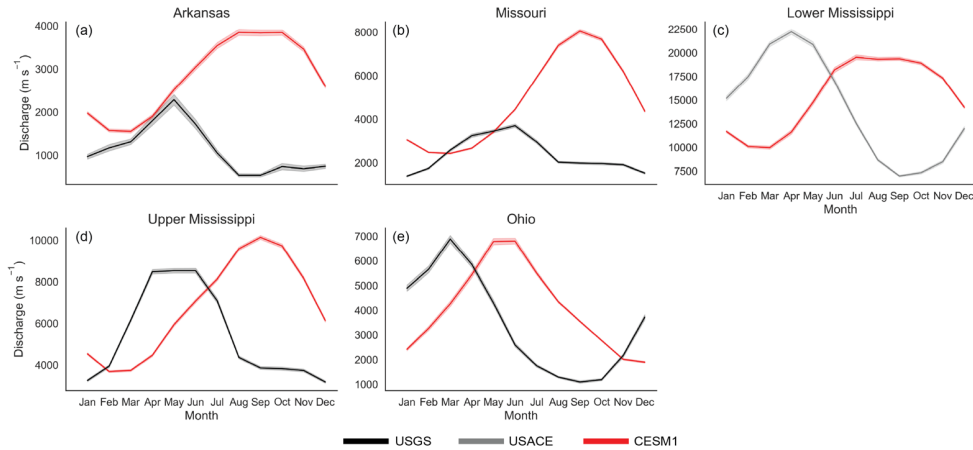 Arkansas
Missouri
Lower Mississippi
(a)
(b)
(c)
Discharge (m s⁻¹)
4000
3000
2000
1000
8000
6000
4000
2000
22500
20000
17500
15000
12500
10000
7500
Jan Feb Mar Apr May Jun Jul Aug Sep Oct Nov Dec
Month
Upper Mississippi
Ohio
(d)
(e)
Discharge (m s⁻¹)
10000
8000
6000
4000
7000
6000
5000
4000
3000
2000
1000
Jan Feb Mar Apr May Jun Jul Aug Sep Oct Nov Dec
Month
Jan Feb Mar Apr May Jun Jul Aug Sep Oct Nov Dec
Month
USGS USACE CESM1